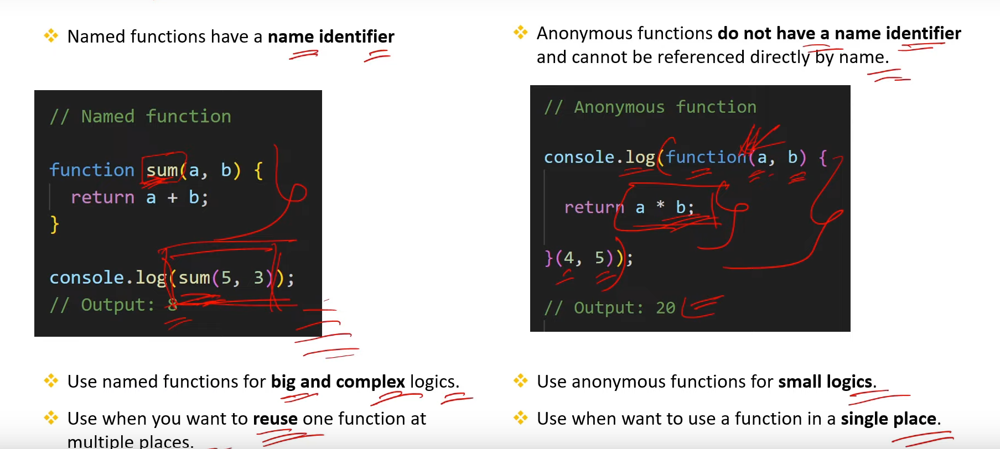 Named functions have a name identifier
// Named function
function sum(a, b) {
return a + b;
}
console.log(sum(5, 3));
// Output: 8
Use named functions for big and complex logics.
Use when you want to reuse one function at
multiple places.
Anonymous functions do not have a name identifier
and cannot be referenced directly by name.
// Anonymous function
console.log(function(a, b) {
return a * b;
}(4, 5));
// Output: 20
Use anonymous functions for small logics.
Use when want to use a function in a single place.